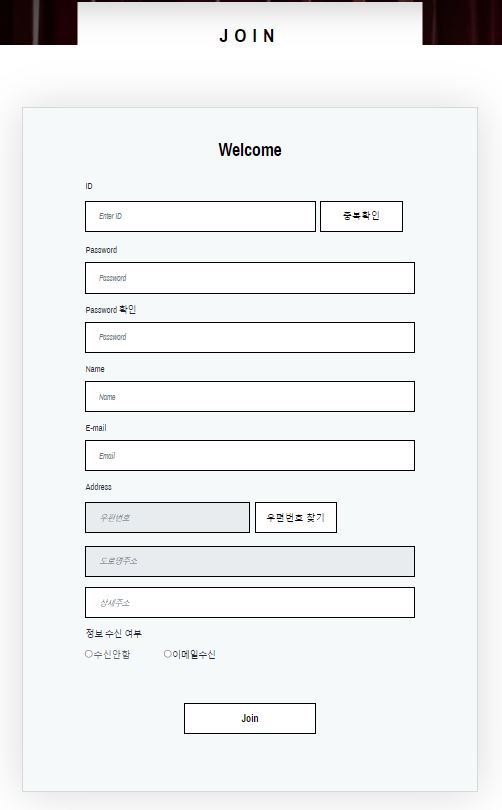 JOIN
Welcome
ID
Enter ID 중복확인
Password
Password
Password 확인
Password
Name
Name
E-mail
Email
Address
우편번호 우편번호 찾기
도로명주소
상세주소
정보 수신 여부
수신안함 이메일수신
Join